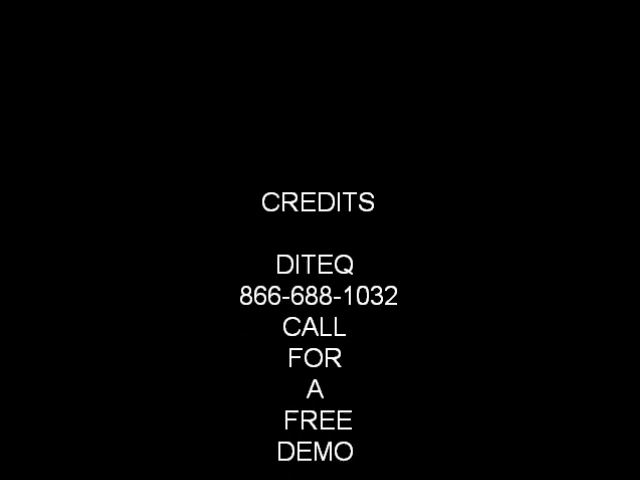 CREDITS
DITEQ
866-688-1032
CALL
FOR
A
FREE
DEMO